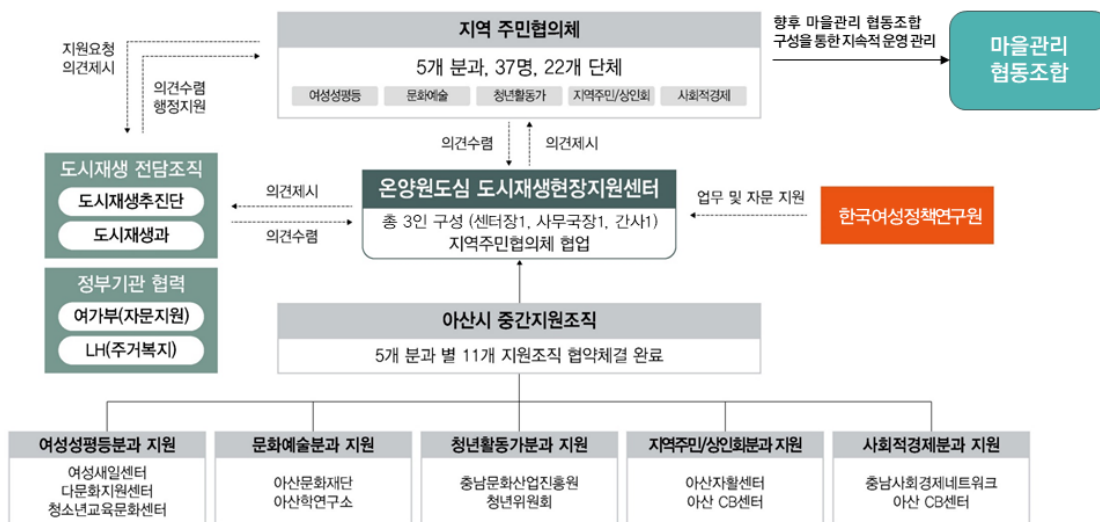 지역 주민협의체
5개 분과, 37명, 22개 단체
여성성평등 문화예술 청년활동가 지역주민/상인회 사회적경제
향후 마을관리 협동조합
구성을 통한 지속적 운영 관리
마을관리
협동조합
지원요청
의견제시
의견수렴
행정지원
의견수렴
의견제시
도시재생 전담조직
도시재생추진단
도시재생과
의견제시
의견수렴
온양원도심 도시재생현장지원센터
총 3인 구성 (센터장1, 사무국장1, 간사1)
지역주민협의체 협업
업무 및 자문 지원
한국여성정책연구원
정부기관 협력
여가부(자문지원)
LH(주거복지)
아산시 중간지원조직
5개 분과 별 11개 지원조직 협약체결 완료
여성성평등분과 지원
여성새일센터
다문화지원센터
청소년교육문화센터
문화예술분과 지원
아산문화재단
아산학연구소
청년활동가분과 지원
충남문화산업진흥원
청년위원회
지역주민/상인회분과 지원
아산자활센터
아산 CB센터
사회적경제분과 지원
충남사회경제네트워크
아산 CB센터